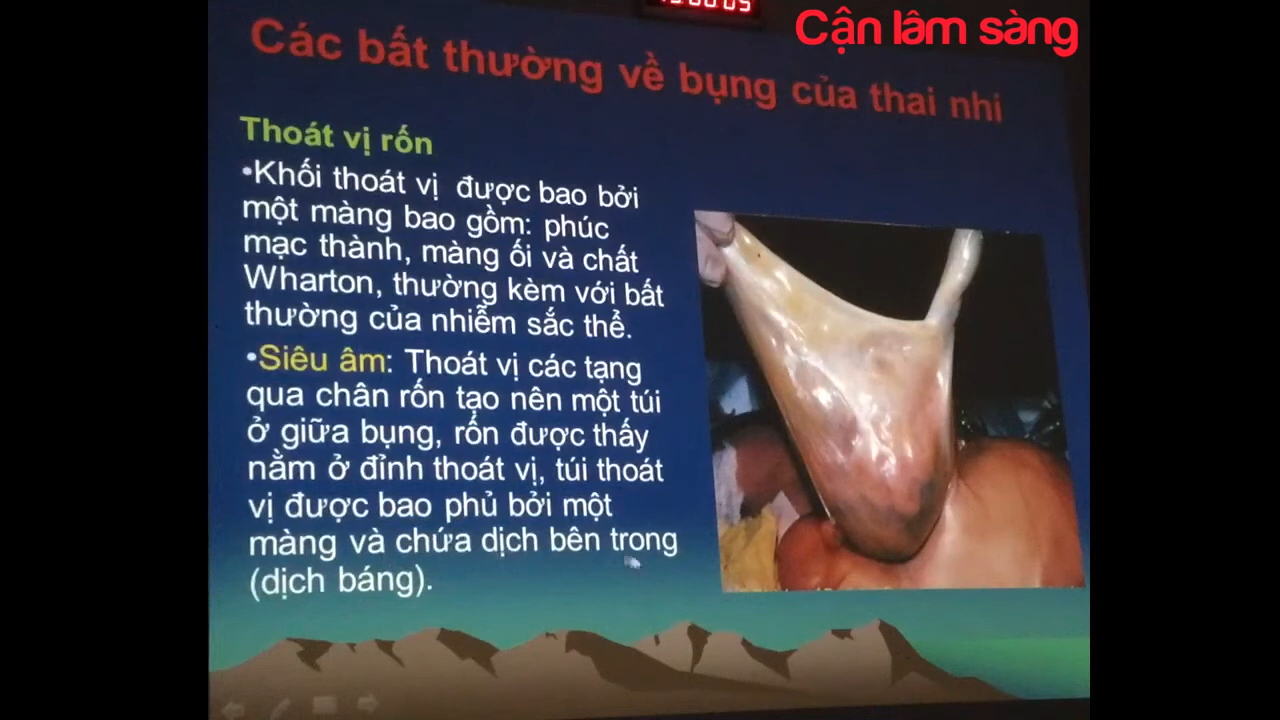 Cận lâm sàng
Các bất thường về bụng của thai nhi
Thoát vị rốn
•Khối thoát vị được bao bởi
một màng bao gồm: phúc
mạc thành, màng ối và chất
Wharton, thường kèm với bất
thường của nhiễm sắc thể.
•Siêu âm: Thoát vị các tạng
qua chân rốn tạo nên một túi
ở giữa bụng, rốn được thấy
nằm ở đỉnh thoát vị, túi thoát
vị được bao phủ bởi một
màng và chứa dịch bên trong
(dịch báng).